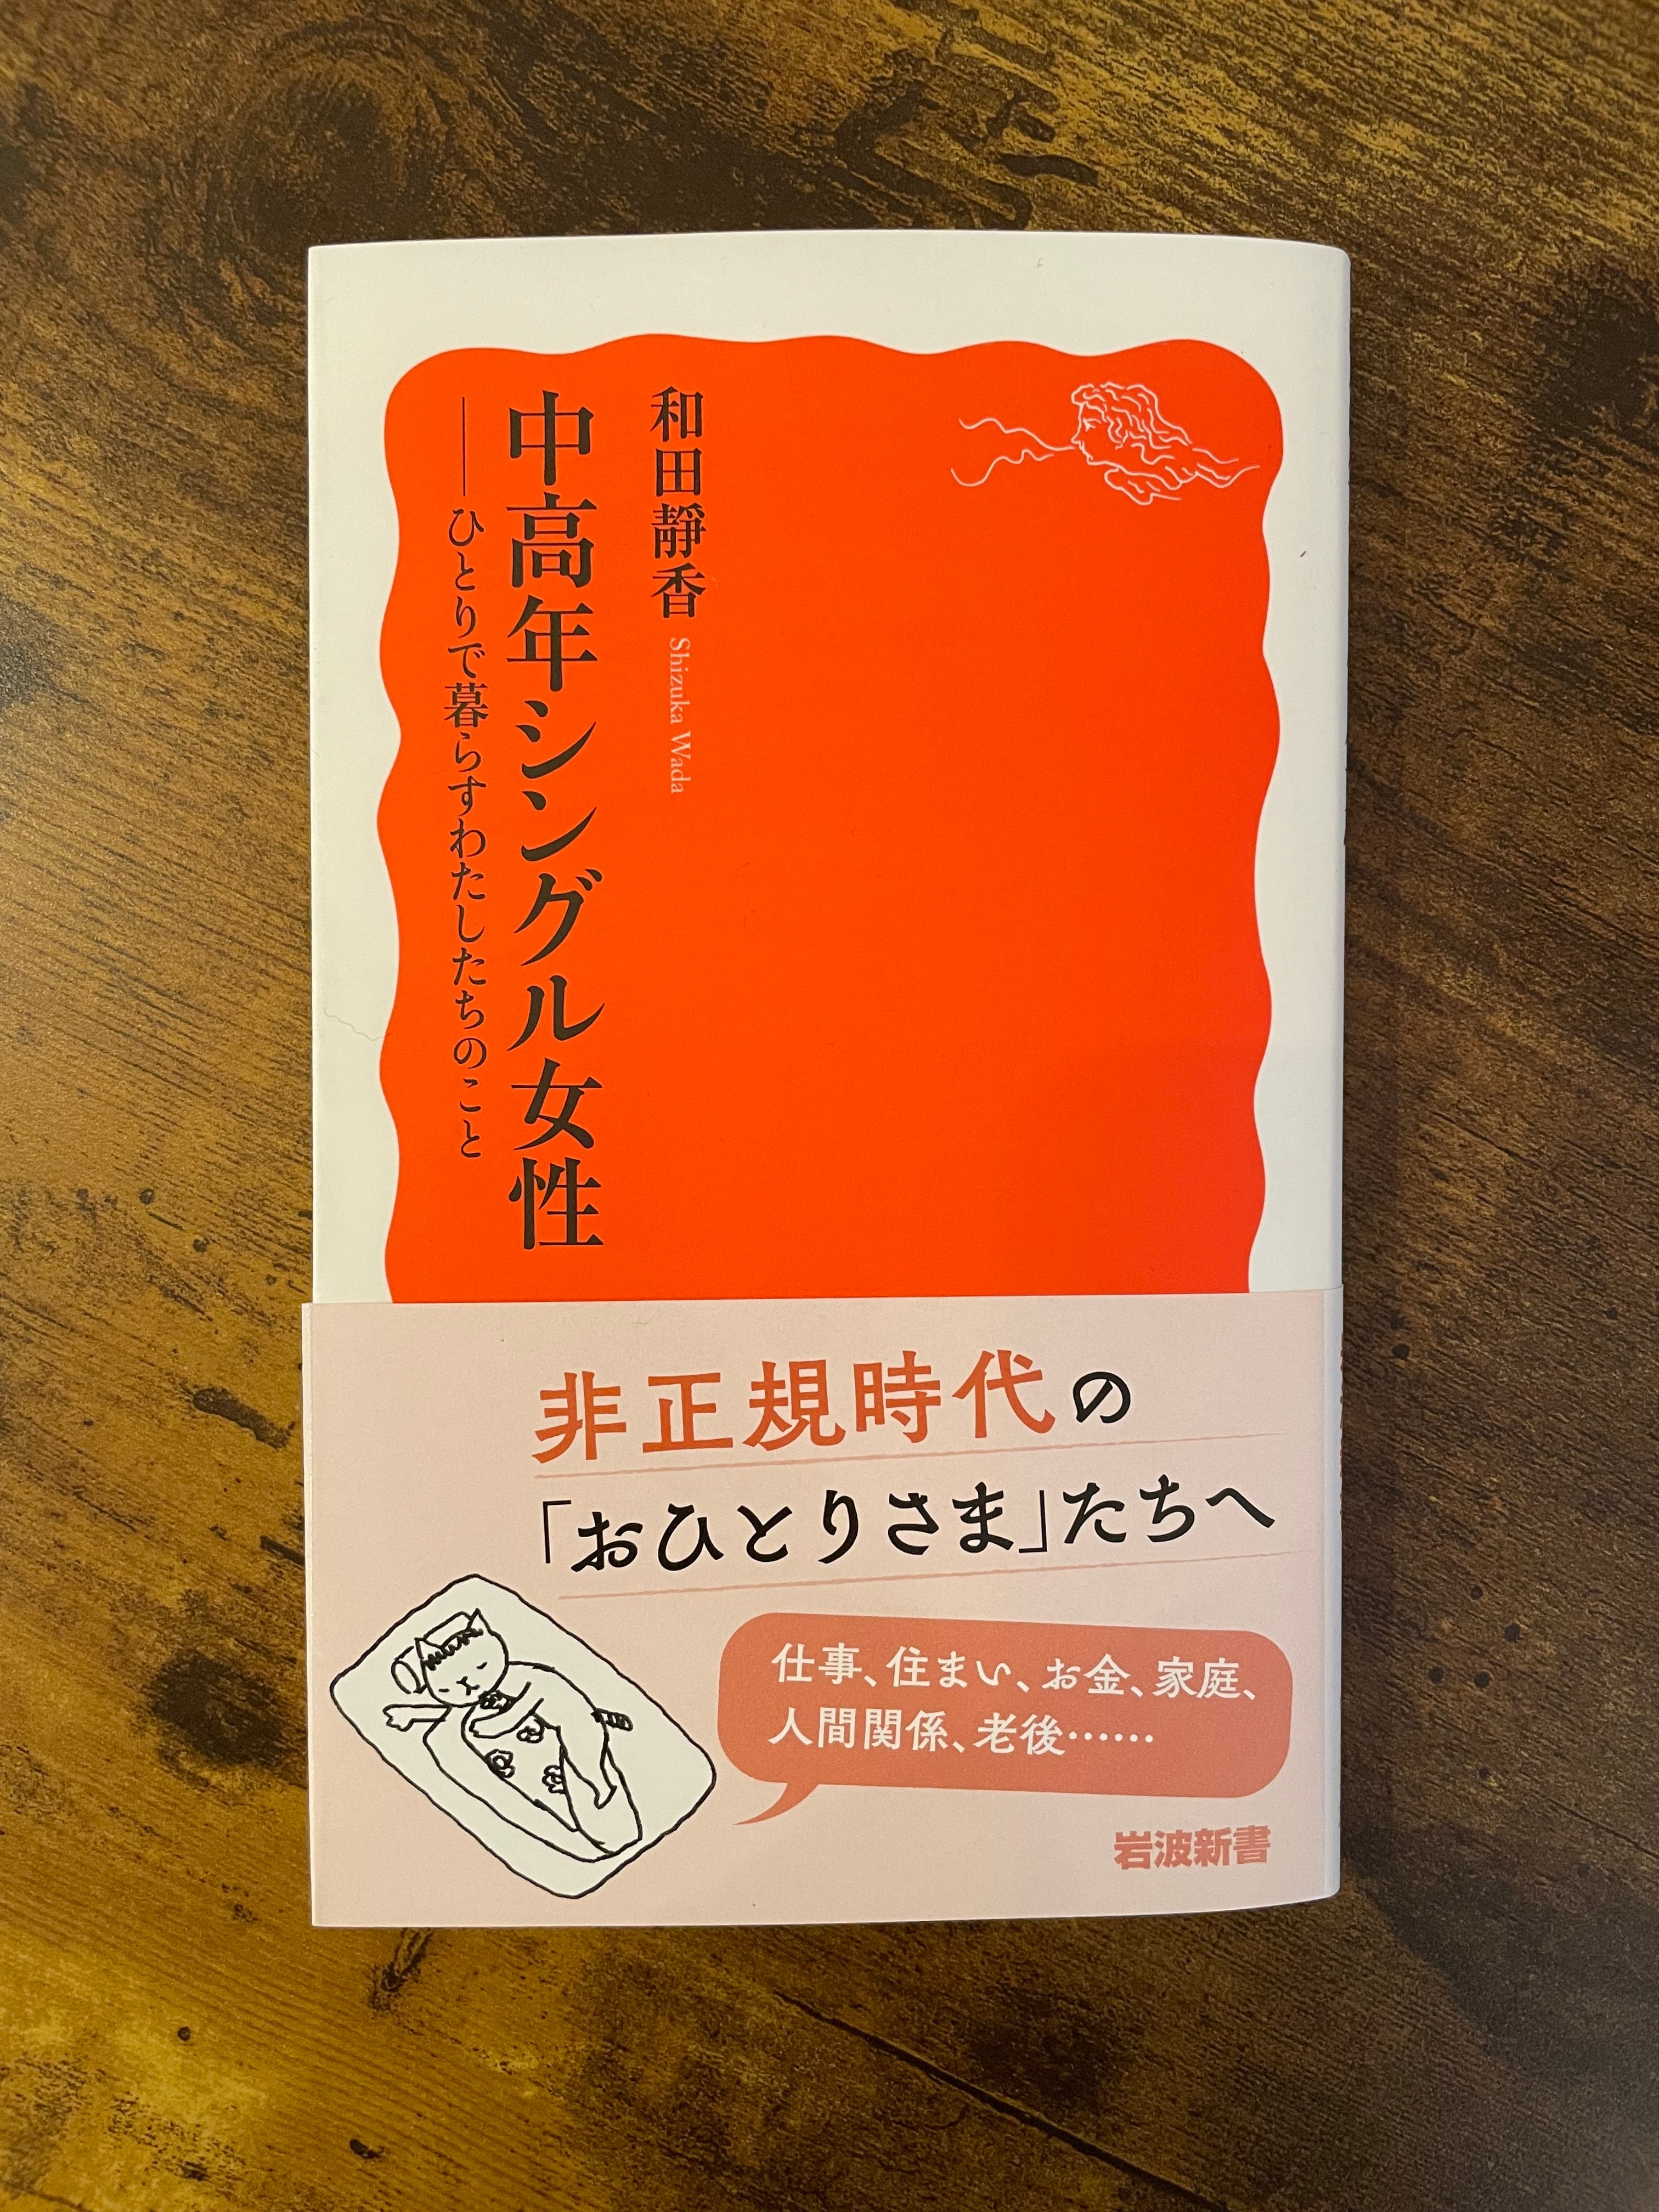 和田靜香 Shizuka Wada
中高年シングル女性
――ひとりで暮らすわたしたちのこと
非正規時代の
「おひとりさま」たちへ
仕事、住まい、お金、家庭、
人間関係、老後……
岩波新書